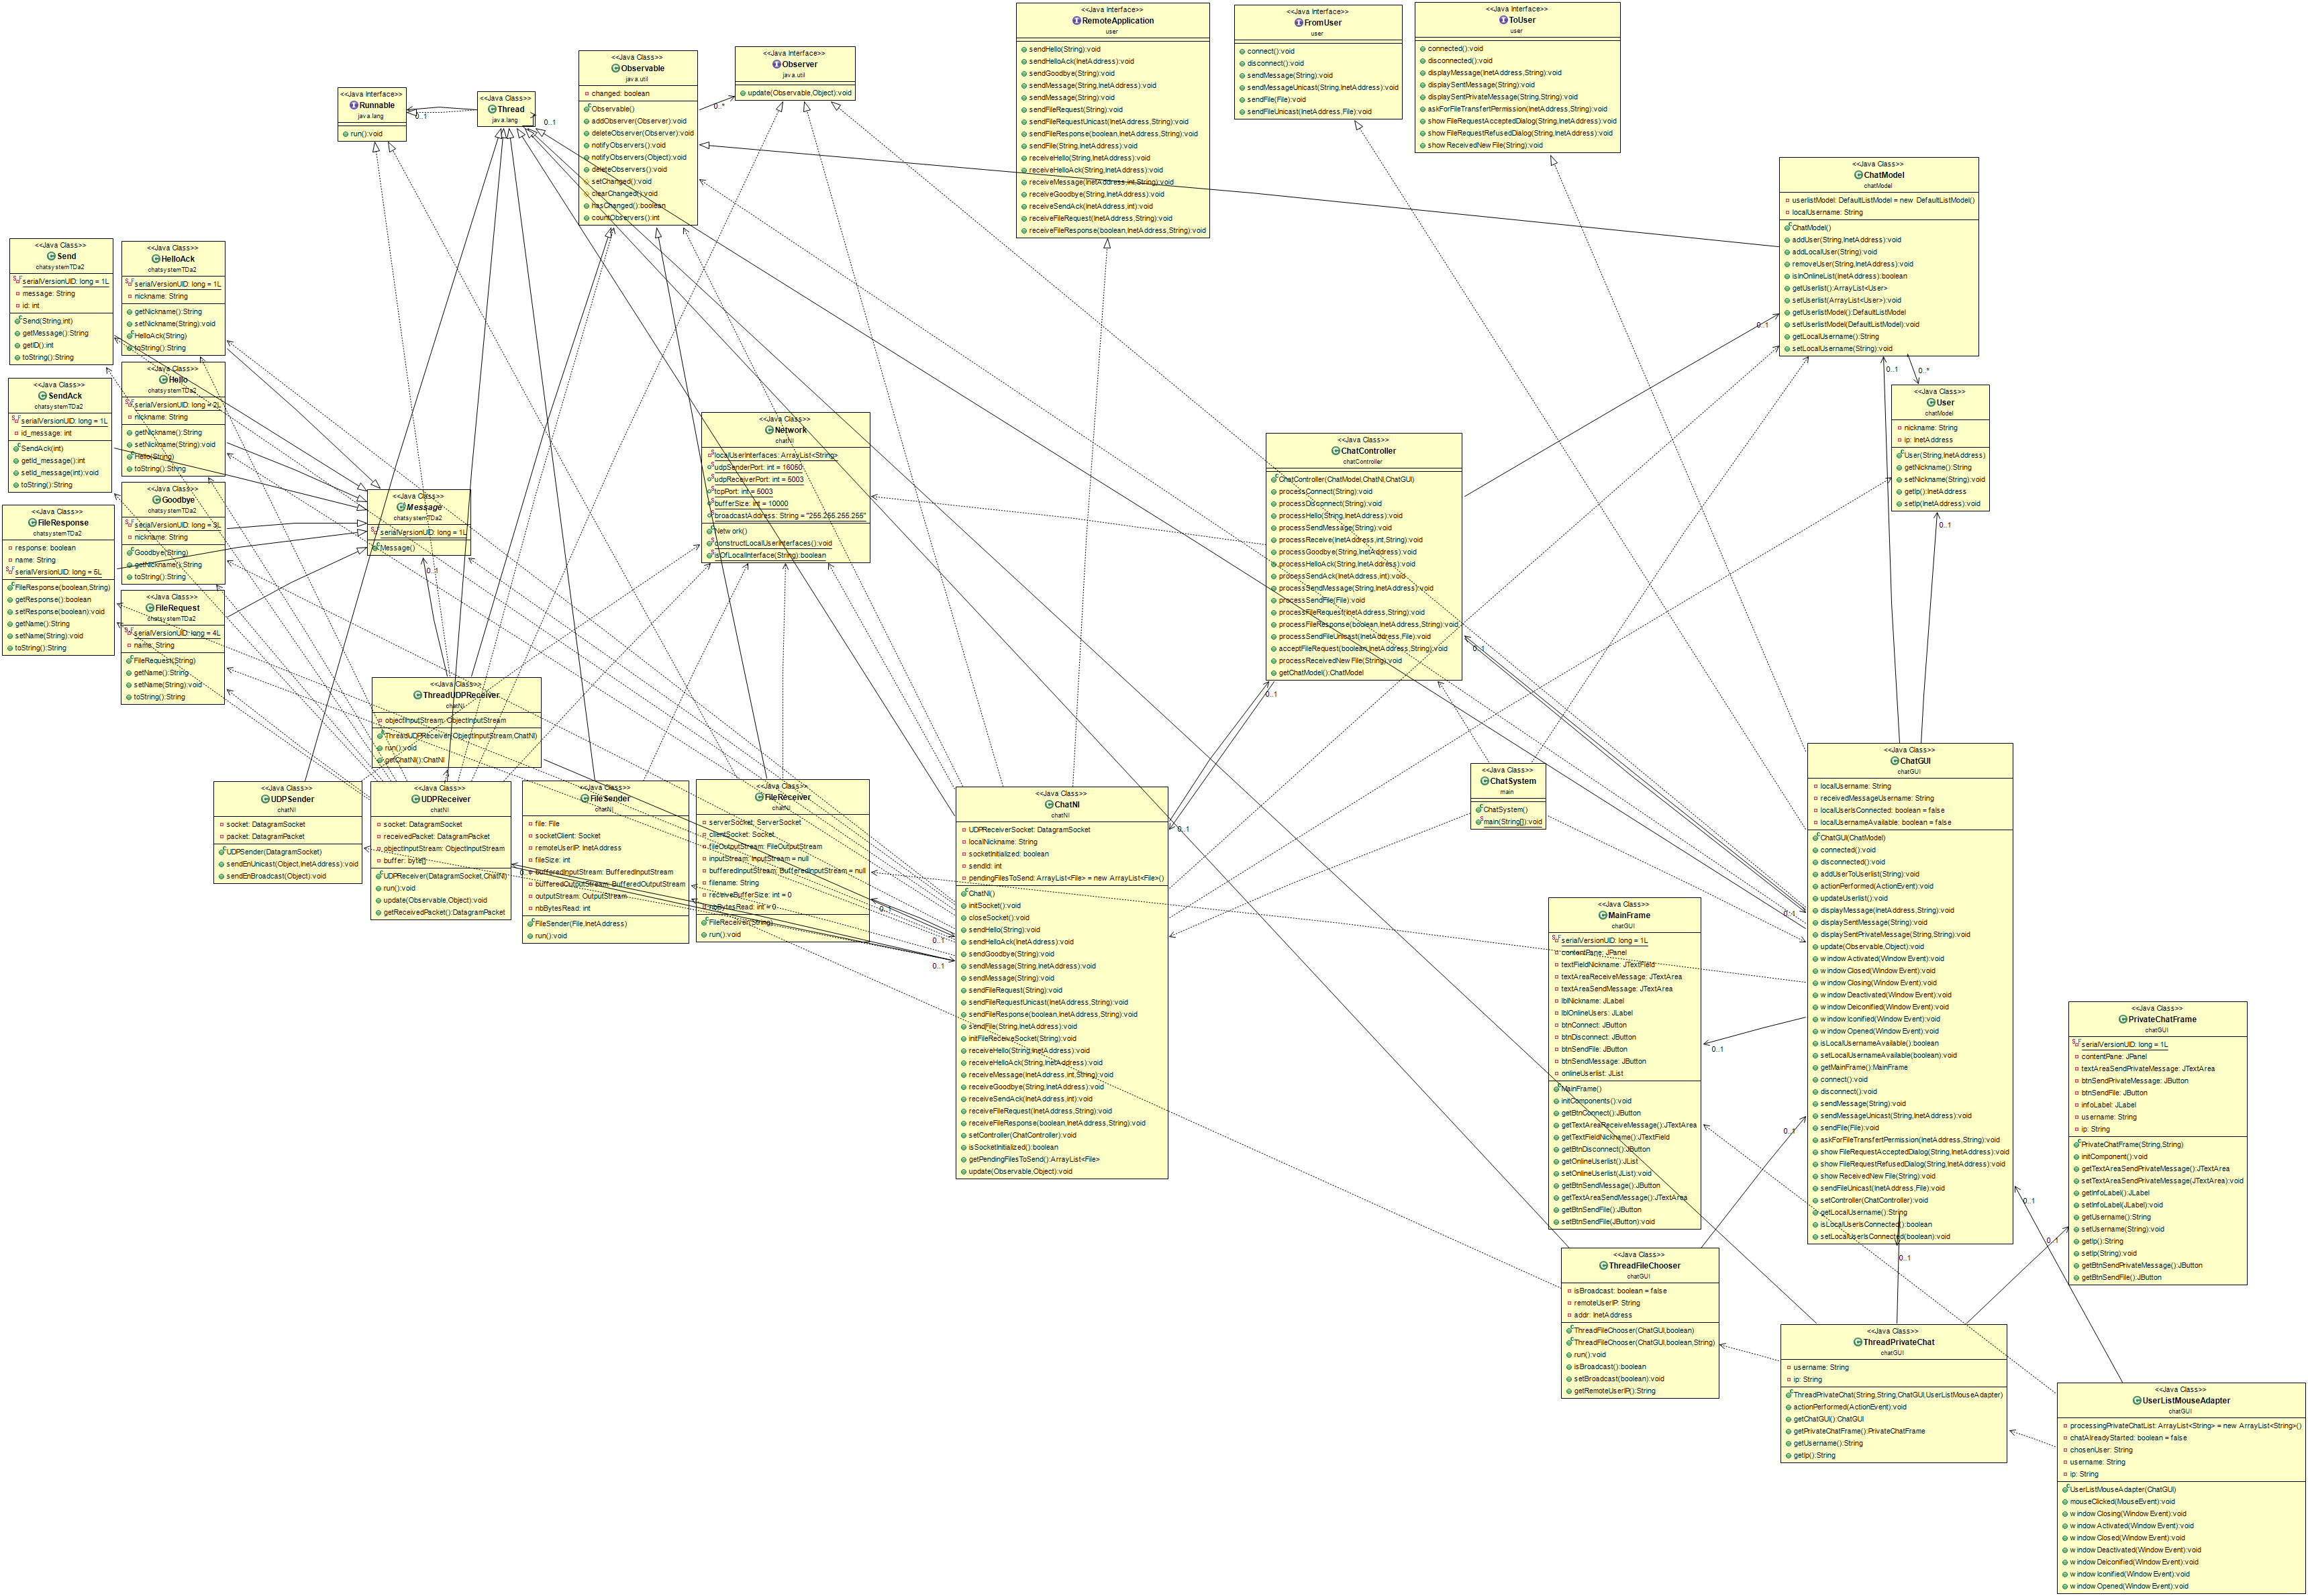 <<Java Interface>>
RemoteApplication
user
sendHello(String):void
sendHelloAck(InetAddress):void
sendGoodbye(String):void
sendMessage(String,InetAddress):void
sendMessage(String):void
sendFileRequest(String):void
sendFileRequestUnicast(InetAddress,String):void
sendFileResponse(boolean,InetAddress,String):void
sendFile(String,InetAddress):void
receiveHello(String,InetAddress):void
receiveHelloAck(String,InetAddress):void
receiveMessage(InetAddress,int,String):void
receiveGoodbye(String,InetAddress):void
receiveSendAck(InetAddress,int):void
receiveFileRequest(InetAddress,String):void
receiveFileResponse(boolean,InetAddress,String):void
<<Java Interface>>
FromUser
user
connect():void
disconnect():void
sendMessage(String):void
sendMessageUnicast(String,InetAddress):void
sendFile(File):void
sendFileUnicast(InetAddress,File):void
<<Java Interface>>
ToUser
user
connected():void
disconnected():void
displayMessage(InetAddress,String):void
displaySentMessage(String):void
displaySentPrivateMessage(String,String):void
askForFileTransfertPermission(InetAddress,String):void
showFileRequestAcceptedDialog(String,InetAddress):void
showFileRequestRefusedDialog(String,InetAddress):void
showReceivedNewFile(String):void
<<Java Class>>
Observable
java.util
changed: boolean
Observable()
addObserver(Observer):void
deleteObserver(Observer):void
notifyObservers():void
notifyObservers(Object):void
deleteObservers():void
setChanged():void
clearChanged():void
hasChanged():boolean
countObservers():int
0..*
<<Java Interface>>
Observer
java.util
update(Observable,Object):void
<<Java Interface>>
Runnable
java.lang
run():void
0..1
<<Java Class>>
Thread
java.lang
0..1
<<Java Class>>
ChatModel
chatModel
userlistModel: DefaultListModel = new DefaultListModel()
localUsername: String
ChatModel()
addUser(String,InetAddress):void
addLocalUser(String):void
removeUser(String,InetAddress):void
isInOnlineList(InetAddress):boolean
getUserlist():ArrayList<User>
setUserlist(ArrayList<User>):void
getUserlistModel():DefaultListModel
setUserlistModel(DefaultListModel):void
getLocalUsername():String
setLocalUsername(String):void
0..1
0..1
0..*
<<Java Class>>
Send
chatsystemTDa2
serialVersionUID: long = 1L
message: String
id: int
Send(String,int)
getMessage():String
getID():int
toString():String
<<Java Class>>
HelloAck
chatsystemTDa2
serialVersionUID: long = 1L
nickname: String
getNickname():String
setNickname(String):void
HelloAck(String)
toString():String
<<Java Class>>
Hello
chatsystemTDa2
serialVersionUID: long = 2L
nickname: String
getNickname():String
setNickname(String):void
Hello(String)
toString():String
<<Java Class>>
SendAck
chatsystemTDa2
serialVersionUID: long = 1L
id_message: int
SendAck(int)
getId_message():int
setId_message(int):void
toString():String
<<Java Class>>
Goodbye
chatsystemTDa2
serialVersionUID: long = 3L
nickname: String
Goodbye(String)
getNickname():String
toString():String
<<Java Class>>
FileResponse
chatsystemTDa2
response: boolean
name: String
serialVersionUID: long = 5L
FileResponse(boolean,String)
getResponse():boolean
setResponse(boolean):void
getName():String
setName(String):void
toString():String
<<Java Class>>
FileRequest
chatsystemTDa2
serialVersionUID: long = 4L
name: String
FileRequest(String)
getName():String
setName(String):void
toString():String
<<Java Class>>
Message
chatsystemTDa2
serialVersionUID: long = 1L
Message()
0..1
<<Java Class>>
Network
chatNI
localUserInterfaces: ArrayList<String>
udpSenderPort: int = 16050
udpReceiverPort: int = 5003
tcpPort: int = 5003
bufferSize: int = 10000
broadcastAddress: String = "255.255.255.255"
Network()
constructLocalUserInterfaces():void
isOfLocalInterface(String):boolean
<<Java Class>>
User
chatModel
nickname: String
ip: InetAddress
User(String,InetAddress)
getNickname():String
setNickname(String):void
getIp():InetAddress
setIp(InetAddress):void
0..1
<<Java Class>>
ChatController
chatController
ChatController(ChatModel,ChatNI,ChatGUI)
processConnect(String):void
processDisconnect(String):void
processHello(String,InetAddress):void
processSendMessage(String):void
processReceive(InetAddress,int,String):void
processGoodbye(String,InetAddress):void
processHelloAck(String,InetAddress):void
processSendAck(InetAddress,int):void
processSendMessage(String,InetAddress):void
processSendFile(File):void
processFileRequest(InetAddress,String):void
processFileResponse(boolean,InetAddress,String):void
processSendFileUnicast(InetAddress,File):void
acceptFileRequest(boolean,InetAddress,String):void
processReceivedNewFile(String):void
getChatModel():ChatModel
0..1
0..1
<<Java Class>>
ThreadUDPReceiver
chatNI
objectInputStream: ObjectInputStream
ThreadUDPReceiver(ObjectInputStream,ChatNI)
run():void
getChatNI():ChatNI
<<Java Class>>
UDPSender
chatNI
socket: DatagramSocket
packet: DatagramPacket
UDPSender(DatagramSocket)
sendEnUnicast(Object,InetAddress):void
sendEnBroadcast(Object):void
<<Java Class>>
UDPReceiver
chatNI
socket: DatagramSocket
receivedPacket: DatagramPacket
objectInputStream: ObjectInputStream
buffer: byte[]
UDPReceiver(DatagramSocket,ChatNI)
run():void
update(Observable,Object):void
getReceivedPacket():DatagramPacket
<<Java Class>>
FileSender
chatNI
file: File
socketClient: Socket
remoteUserIP: InetAddress
fileSize: int
bufferedInputStream: BufferedInputStream
bufferedOutputStream: BufferedOutputStream
outputStream: OutputStream
nbBytesRead: int
FileSender(File,InetAddress)
run():void
<<Java Class>>
FileReceiver
chatNI
serverSocket: ServerSocket
clientSocket: Socket
fileOutputStream: FileOutputStream
inputStream: InputStream = null
bufferedInputStream: BufferedInputStream = null
filename: String
receiveBufferSize: int = 0
nbBytesRead: int = 0
FileReceiver(String)
run():void
0..1
0..1
0..1
<<Java Class>>
ChatNI
chatNI
UDPReceiverSocket: DatagramSocket
localNickname: String
socketInitialized: boolean
sendId: int
pendingFilesToSend: ArrayList<File> = new ArrayList<File>()
ChatNI()
initSocket():void
closeSocket():void
sendHello(String):void
sendHelloAck(InetAddress):void
sendGoodbye(String):void
sendMessage(String,InetAddress):void
sendMessage(String):void
sendFileRequest(String):void
sendFileRequestUnicast(InetAddress,String):void
sendFileResponse(boolean,InetAddress,String):void
sendFile(String,InetAddress):void
initFileReceiveSocket(String):void
receiveHello(String,InetAddress):void
receiveHelloAck(String,InetAddress):void
receiveMessage(InetAddress,int,String):void
receiveGoodbye(String,InetAddress):void
receiveSendAck(InetAddress,int):void
receiveFileRequest(InetAddress,String):void
receiveFileResponse(boolean,InetAddress,String):void
setController(ChatController):void
isSocketInitialized():boolean
getPendingFilesToSend():ArrayList<File>
update(Observable,Object):void
0..1
<<Java Class>>
ChatSystem
main
ChatSystem()
main(String[]):void
<<Java Class>>
ChatGUI
chatGUI
localUsername: String
receivedMessageUsername: String
localUserIsConnected: boolean = false
localUsernameAvailable: boolean = false
ChatGUI(ChatModel)
connected():void
disconnected():void
addUserToUserlist(String):void
actionPerformed(ActionEvent):void
updateUserlist():void
displayMessage(InetAddress,String):void
displaySentMessage(String):void
displaySentPrivateMessage(String,String):void
update(Observable,Object):void
windowActivated(WindowEvent):void
windowClosed(WindowEvent):void
windowClosing(WindowEvent):void
windowDeactivated(WindowEvent):void
windowDeiconified(WindowEvent):void
windowIconified(WindowEvent):void
windowOpened(WindowEvent):void
isLocalUsernameAvailable():boolean
setLocalUsernameAvailable(boolean):void
getMainFrame():MainFrame
connect():void
disconnect():void
sendMessage(String):void
sendMessageUnicast(String,InetAddress):void
sendFile(File):void
askForFileTransfertPermission(InetAddress,String):void
showFileRequestAcceptedDialog(String,InetAddress):void
showFileRequestRefusedDialog(String,InetAddress):void
showReceivedNewFile(String):void
sendFileUnicast(InetAddress,File):void
setController(ChatController):void
getLocalUsername():String
isLocalUserIsConnected():boolean
setLocalUserIsConnected(boolean):void
0..1
0..1
0..1
0..1
0..1
<<Java Class>>
MainFrame
chatGUI
serialVersionUID: long = 1L
contentPane: JPanel
textFieldNickname: JTextField
textAreaReceiveMessage: JTextArea
textAreaSendMessage: JTextArea
lblNickname: JLabel
lblOnlineUsers: JLabel
btnConnect: JButton
btnDisconnect: JButton
btnSendFile: JButton
btnSendMessage: JButton
onlineUserlist: JList
MainFrame()
initComponents():void
getBtnConnect():JButton
getTextAreaReceiveMessage():JTextArea
getTextFieldNickname():JTextField
getBtnDisconnect():JButton
getOnlineUserlist():JList
setOnlineUserlist(JList):void
getBtnSendMessage():JButton
getTextAreaSendMessage():JTextArea
getBtnSendFile():JButton
setBtnSendFile(JButton):void
<<Java Class>>
PrivateChatFrame
chatGUI
serialVersionUID: long = 1L
contentPane: JPanel
textAreaSendPrivateMessage: JTextArea
btnSendPrivateMessage: JButton
btnSendFile: JButton
infoLabel: JLabel
username: String
ip: String
PrivateChatFrame(String,String)
initComponent():void
getTextAreaSendPrivateMessage():JTextArea
setTextAreaSendPrivateMessage(JTextArea):void
getInfoLabel():JLabel
setInfoLabel(JLabel):void
getUsername():String
setUsername(String):void
getIp():String
setIp(String):void
getBtnSendPrivateMessage():JButton
getBtnSendFile():JButton
0..1
<<Java Class>>
ThreadFileChooser
chatGUI
isBroadcast: boolean = false
remoteUserIP: String
addr: InetAddress
ThreadFileChooser(ChatGUI,boolean)
ThreadFileChooser(ChatGUI,boolean,String)
run():void
isBroadcast():boolean
setBroadcast(boolean):void
getRemoteUserIP():String
<<Java Class>>
ThreadPrivateChat
chatGUI
username: String
ip: String
ThreadPrivateChat(String,String,ChatGUI,UserListMouseAdapter)
actionPerformed(ActionEvent):void
getChatGUI():ChatGUI
getPrivateChatFrame():PrivateChatFrame
getUsername():String
getIp():String
<<Java Class>>
UserListMouseAdapter
chatGUI
processingPrivateChatList: ArrayList<String> = new ArrayList<String>()
chatAlreadyStarted: boolean = false
chosenUser: String
username: String
ip: String
UserListMouseAdapter(ChatGUI)
mouseClicked(MouseEvent):void
windowClosing(WindowEvent):void
windowActivated(WindowEvent):void
windowClosed(WindowEvent):void
windowDeactivated(WindowEvent):void
windowDeiconified(WindowEvent):void
windowIconified(WindowEvent):void
windowOpened(WindowEvent):void